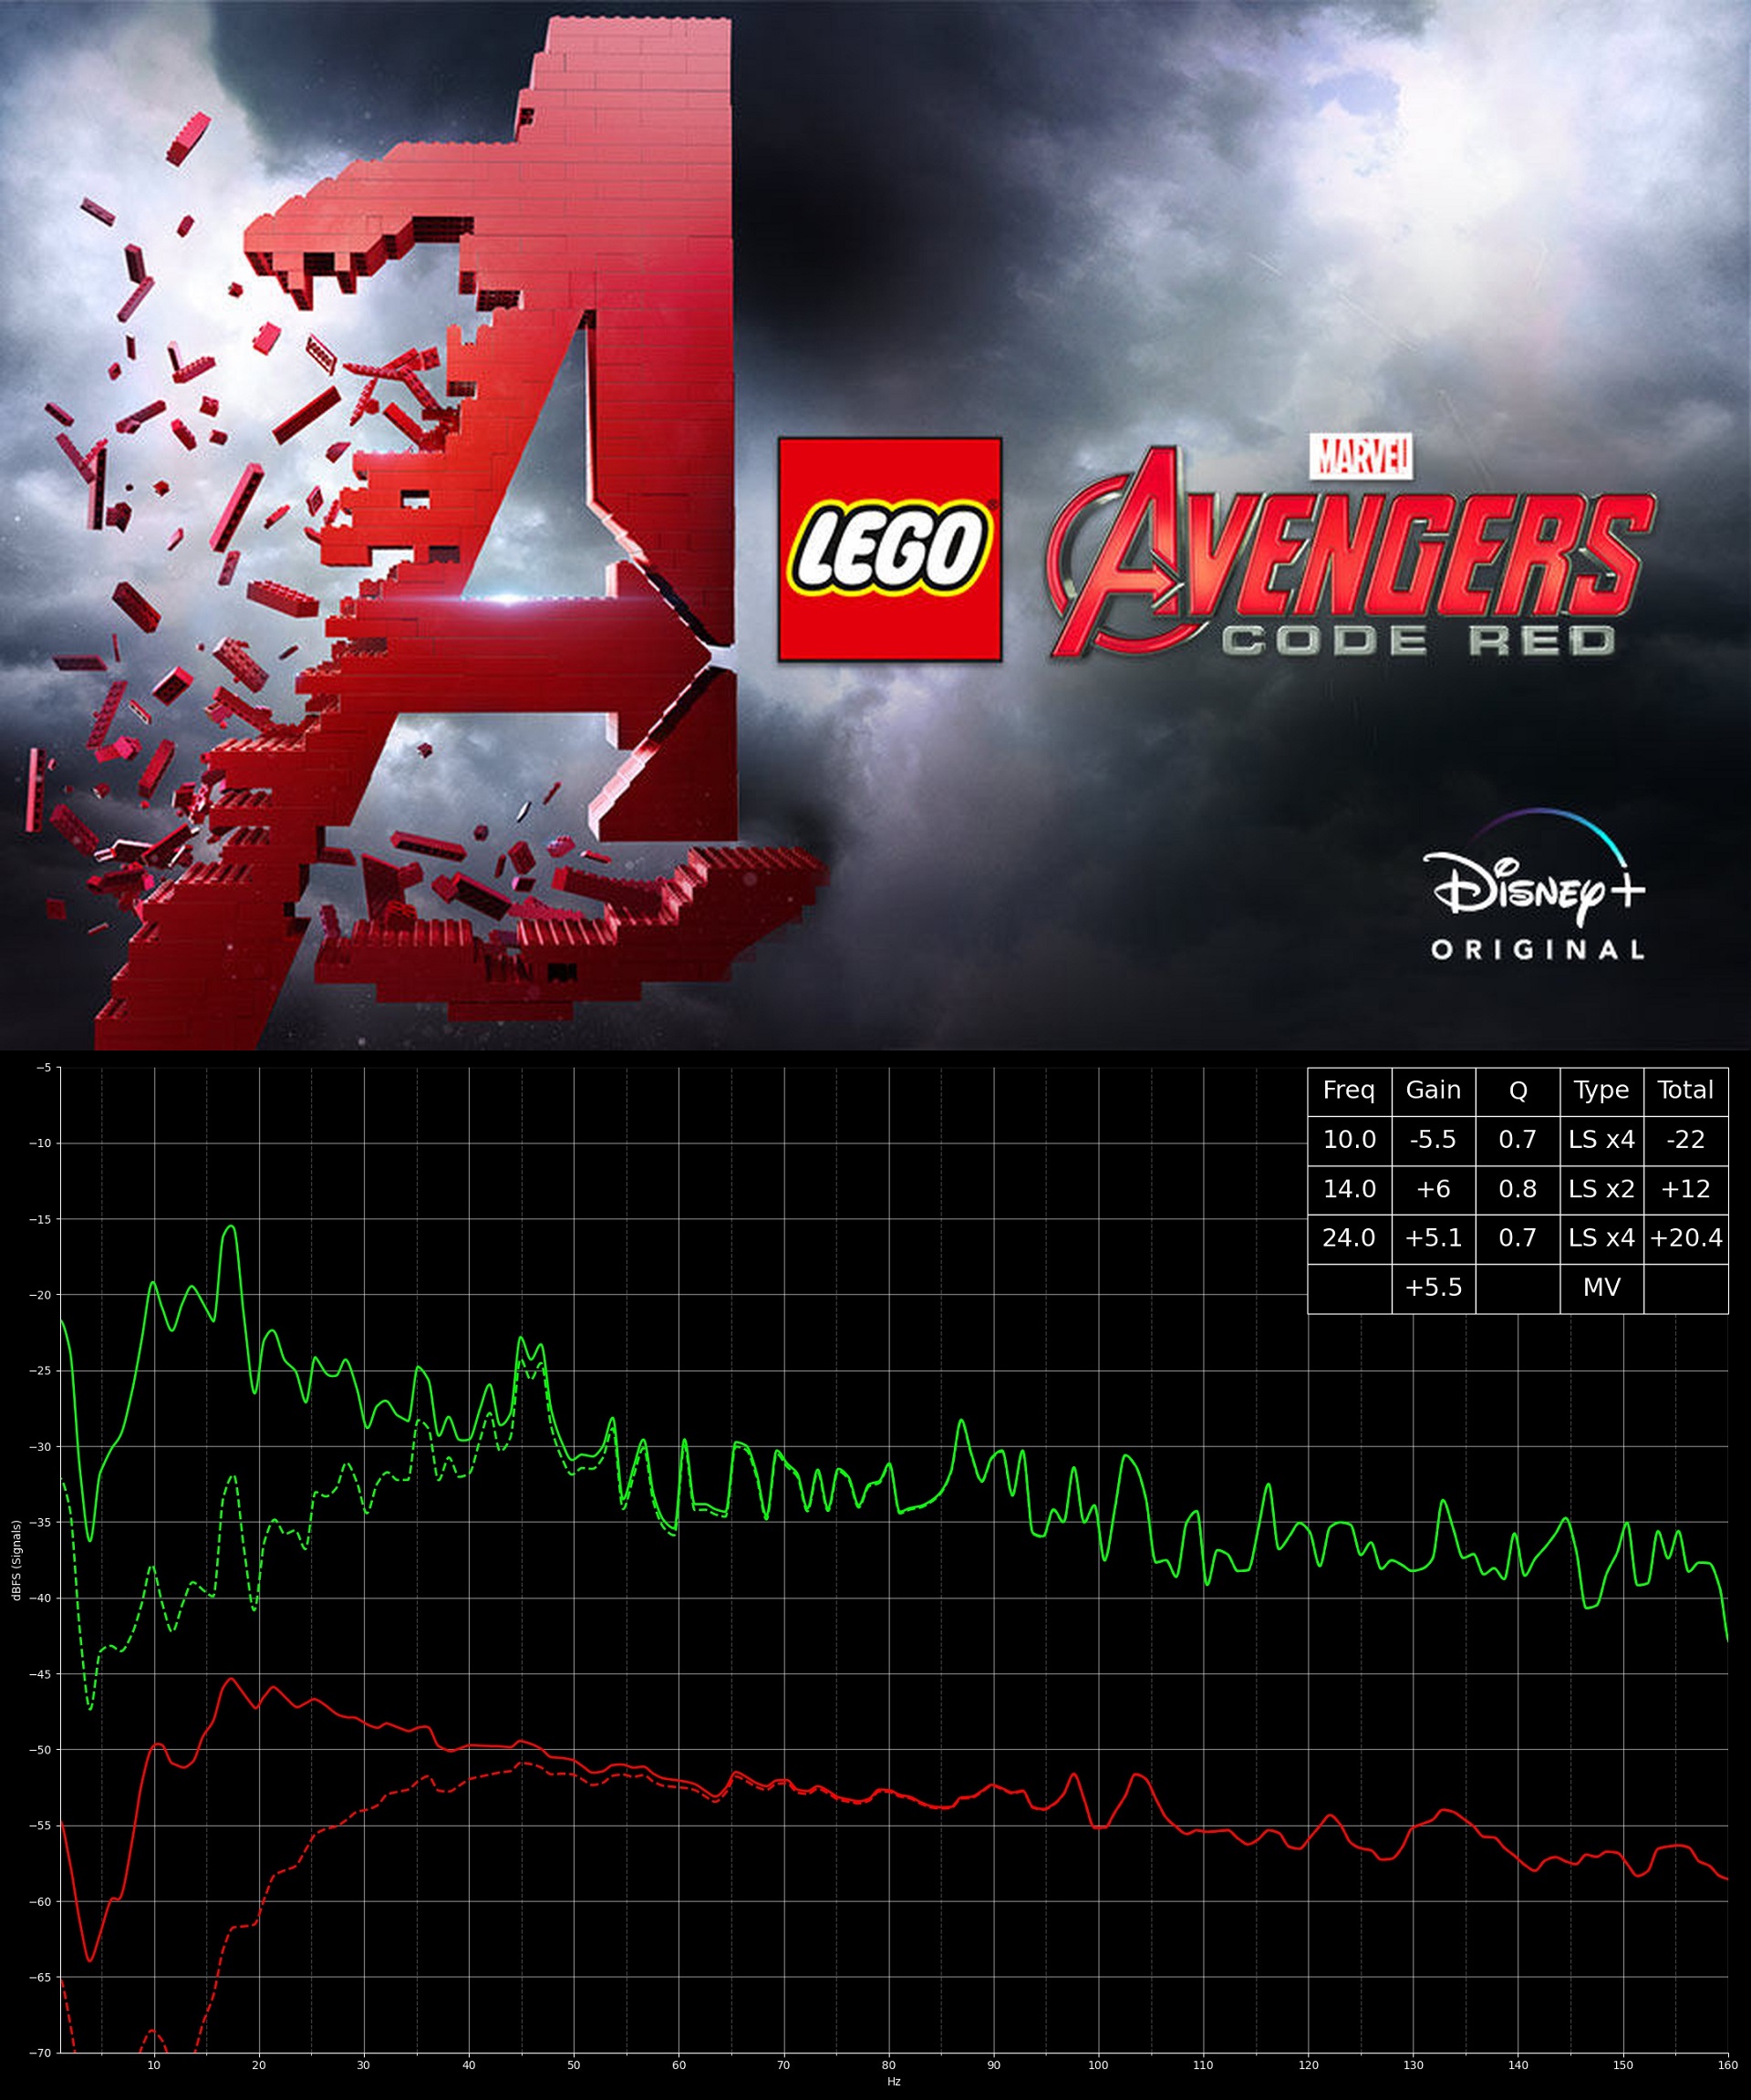 MARVEL
LEGO®
AVENGERS
CODE RED
Disney+
ORIGINAL
Freq Gain Q Type Total
10.0 -5.5 0.7 LS x4 -22
14.0 +6 0.8 LS x2 +12
24.0 +5.1 0.7 LS x4 +20.4
+5.5 MV
−5
−10
−15
−20
−25
−30
−35
−40
−45
−50
−55
−60
−65
−70
dBFS (Signals)
10 20 30 40 50 60 70 80 90 100 110 120 130 140 150 160
Hz